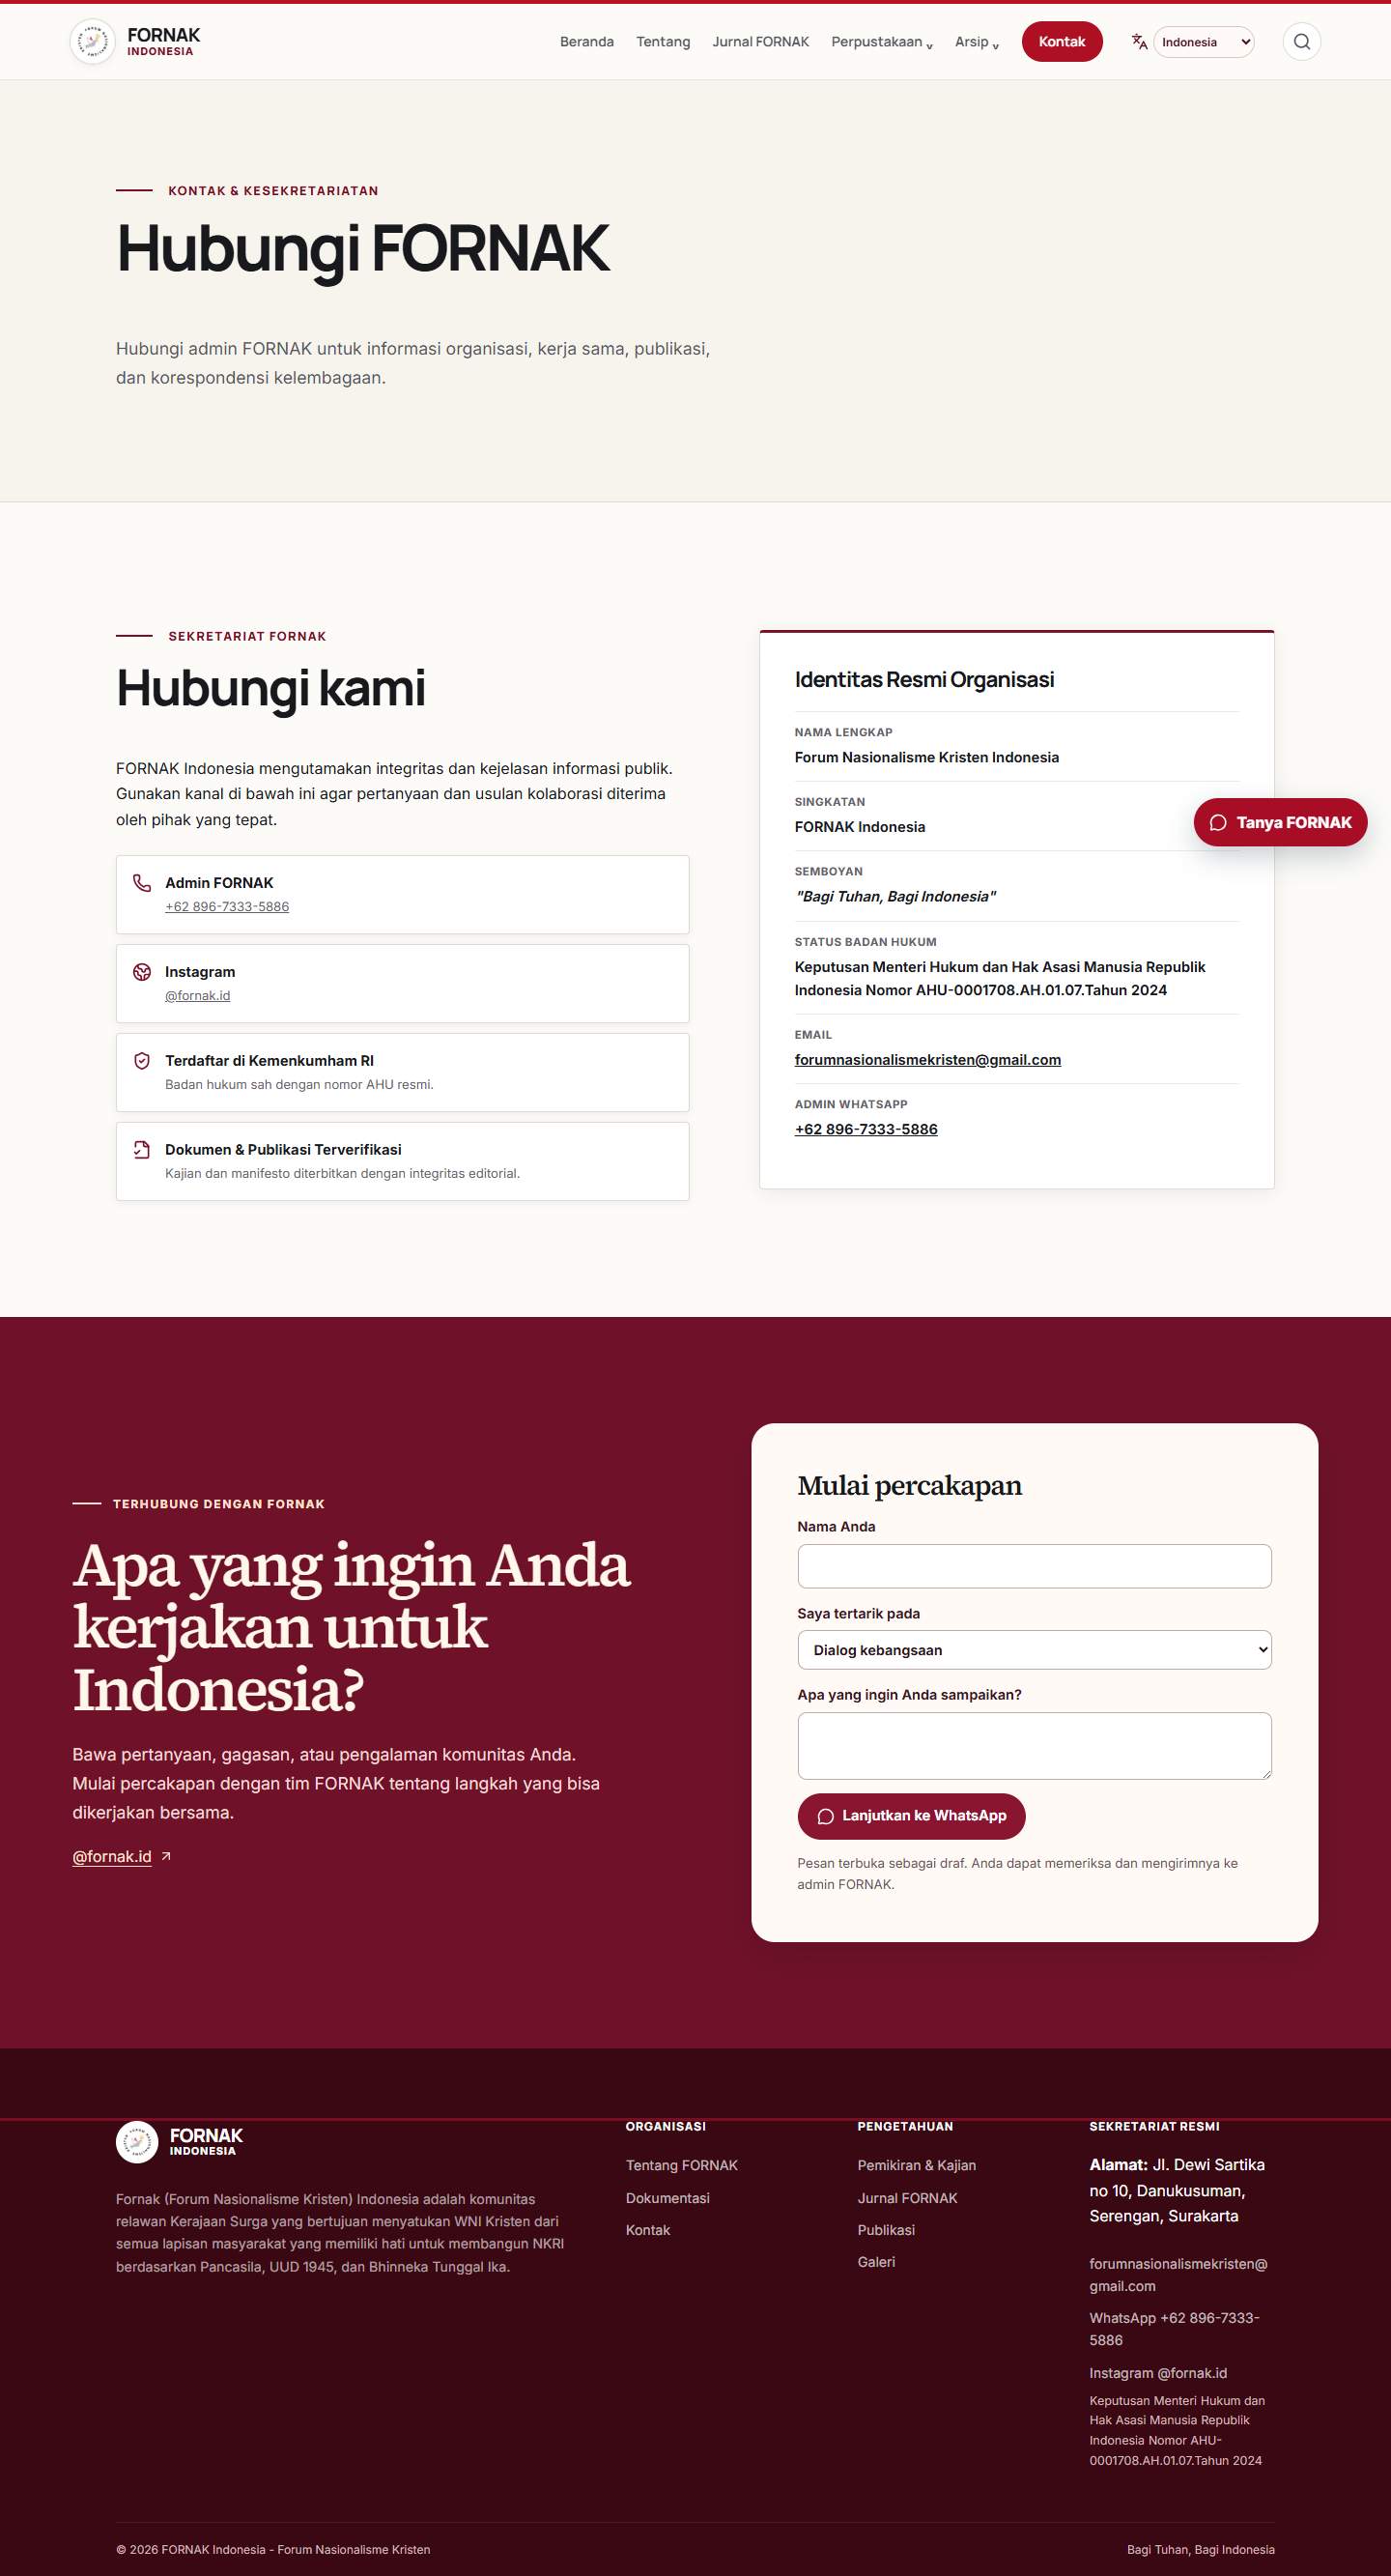 FORNAK
INDONESIA
Beranda
Tentang
Jurnal FORNAK
Perpustakaan
Arsip
Kontak
Indonesia
KONTAK & KESEKRETARIATAN
Hubungi FORNAK
Hubungi admin FORNAK untuk informasi organisasi, kerja sama, publikasi,
dan korespondensi kelembagaan.
SEKRETARIAT FORNAK
Hubungi kami
FORNAK Indonesia mengutamakan integritas dan kejelasan informasi publik.
Gunakan kanal di bawah ini agar pertanyaan dan usulan kolaborasi diterima
oleh pihak yang tepat.
Admin FORNAK
+62 896-7333-5886
Instagram
@fornak.id
Terdaftar di Kemenkumham RI
Badan hukum sah dengan nomor AHU resmi.
Dokumen & Publikasi Terverifikasi
Kajian dan manifesto diterbitkan dengan integritas editorial.
Identitas Resmi Organisasi
NAMA LENGKAP
Forum Nasionalisme Kristen Indonesia
SINGKATAN
FORNAK Indonesia
SEMBOYAN
"Bagi Tuhan, Bagi Indonesia"
STATUS BADAN HUKUM
Keputusan Menteri Hukum dan Hak Asasi Manusia Republik
Indonesia Nomor AHU-0001708.AH.01.07.Tahun 2024
EMAIL
forumnasionalismekristen@gmail.com
ADMIN WHATSAPP
+62 896-7333-5886
Tanya FORNAK
TERHUBUNG DENGAN FORNAK
Apa yang ingin Anda
kerjakan untuk
Indonesia?
Bawa pertanyaan, gagasan, atau pengalaman komunitas Anda.
Mulai percakapan dengan tim FORNAK tentang langkah yang bisa
dikerjakan bersama.
@fornak.id
Mulai percakapan
Nama Anda
Saya tertarik pada
Dialog kebangsaan
Apa yang ingin Anda sampaikan?
Lanjutkan ke WhatsApp
Pesan terbuka sebagai draf. Anda dapat memeriksa dan mengirimnya ke
admin FORNAK.
FORNAK
INDONESIA
Fornak (Forum Nasionalisme Kristen) Indonesia adalah komunitas
relawan Kerajaan Surga yang bertujuan menyatukan WNI Kristen dari
semua lapisan masyarakat yang memiliki hati untuk membangun NKRI
berdasarkan Pancasila, UUD 1945, dan Bhinneka Tunggal Ika.
ORGANISASI
Tentang FORNAK
Dokumentasi
Kontak
PENGETAHUAN
Pemikiran & Kajian
Jurnal FORNAK
Publikasi
Galeri
SEKRETARIAT RESMI
Alamat: Jl. Dewi Sartika
no 10, Danukusuman,
Serengan, Surakarta
forumnasionalismekristen@
gmail.com
WhatsApp +62 896-7333-
5886
Instagram @fornak.id
Keputusan Menteri Hukum dan
Hak Asasi Manusia Republik
Indonesia Nomor AHU-
0001708.AH.01.07.Tahun 2024
© 2026 FORNAK Indonesia - Forum Nasionalisme Kristen
Bagi Tuhan, Bagi Indonesia